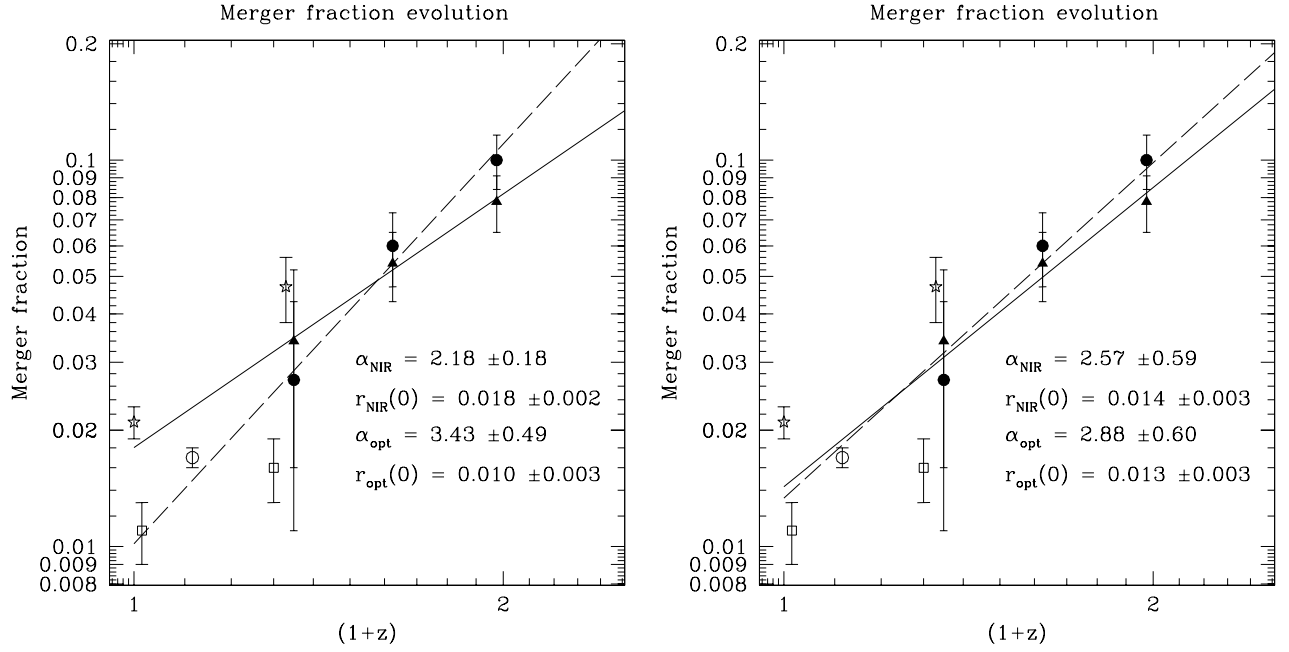 Merger fraction evolution
0.2
0.1
0.09
0.08
0.07
0.06
0.05
0.04
0.03
0.02
0.01
0.009
0.008
Merger fraction
α_NIR = 2.18 ±0.18
r_NIR(0) = 0.018 ±0.002
α_opt = 3.43 ±0.49
r_opt(0) = 0.010 ±0.003
1 2
(1+z)
Merger fraction evolution
0.2
0.1
0.09
0.08
0.07
0.06
0.05
0.04
0.03
0.02
0.01
0.009
0.008
Merger fraction
α_NIR = 2.57 ±0.59
r_NIR(0) = 0.014 ±0.003
α_opt = 2.88 ±0.60
r_opt(0) = 0.013 ±0.003
1 2
(1+z)